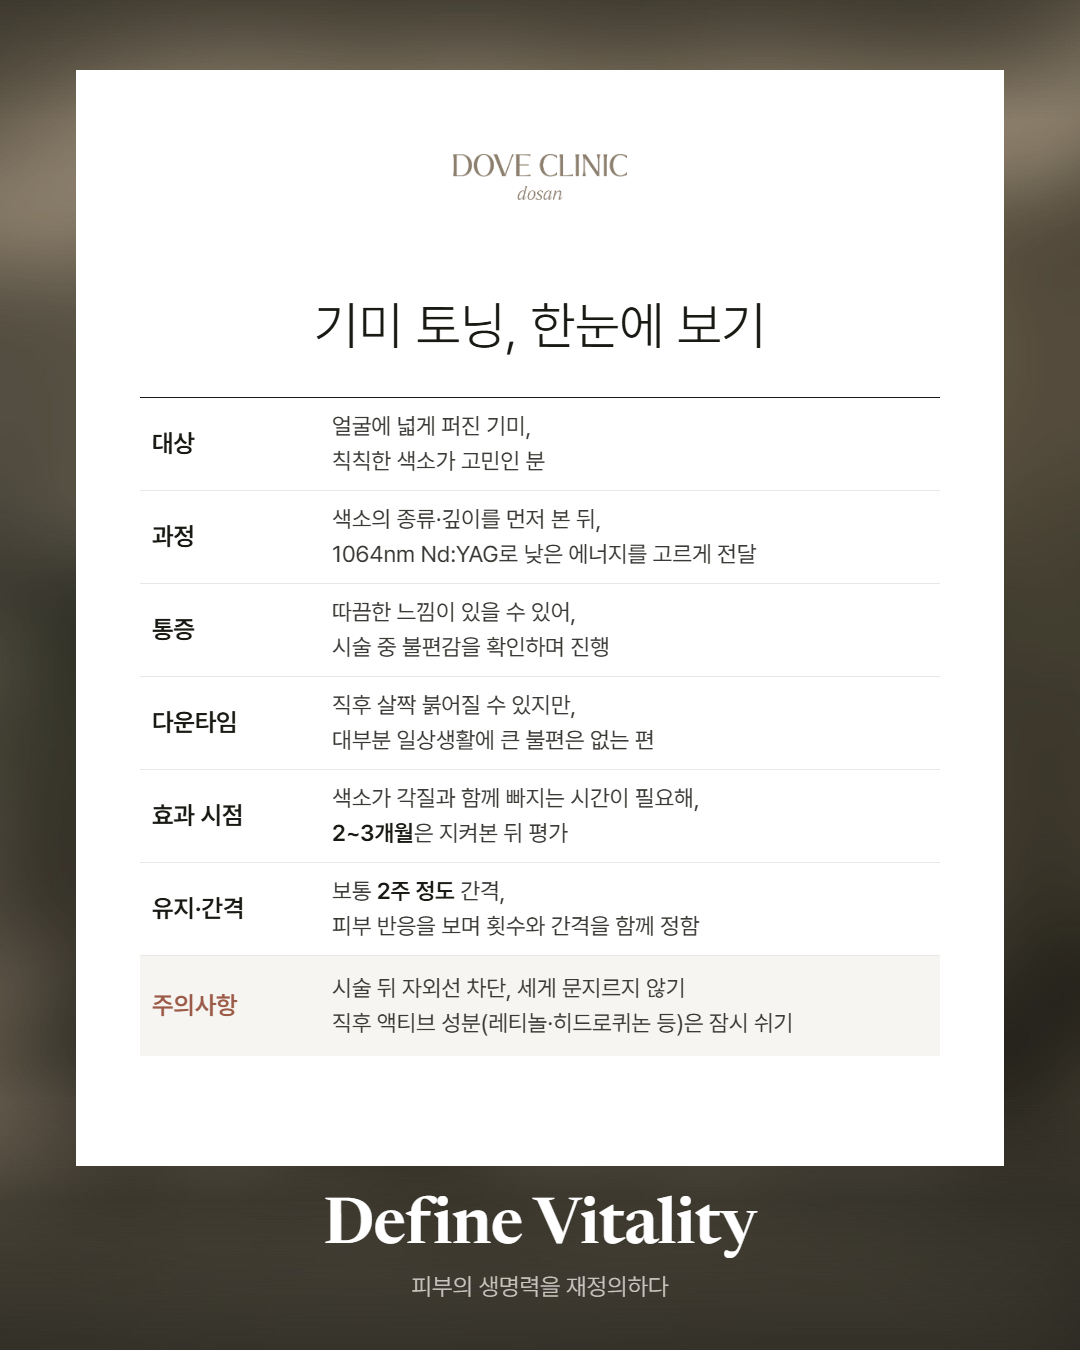 DOVE CLINIC
dosan
기미 토닝, 한눈에 보기
대상
얼굴에 넓게 퍼진 기미,
칙칙한 색소가 고민인 분
과정
색소의 종류·깊이를 먼저 본 뒤,
1064nm Nd:YAG로 낮은 에너지를 고르게 전달
통증
따끔한 느낌이 있을 수 있어,
시술 중 불편감을 확인하며 진행
다운타임
직후 살짝 붉어질 수 있지만,
대부분 일상생활에 큰 불편은 없는 편
효과 시점
색소가 각질과 함께 빠지는 시간이 필요해,
2~3개월은 지켜본 뒤 평가
유지·간격
보통 2주 정도 간격,
피부 반응을 보며 횟수와 간격을 함께 정함
주의사항
시술 뒤 자외선 차단, 세게 문지르지 않기
직후 액티브 성분(레티놀·히드로퀴논 등)은 잠시 쉬기
Define Vitality
피부의 생명력을 재정의하다